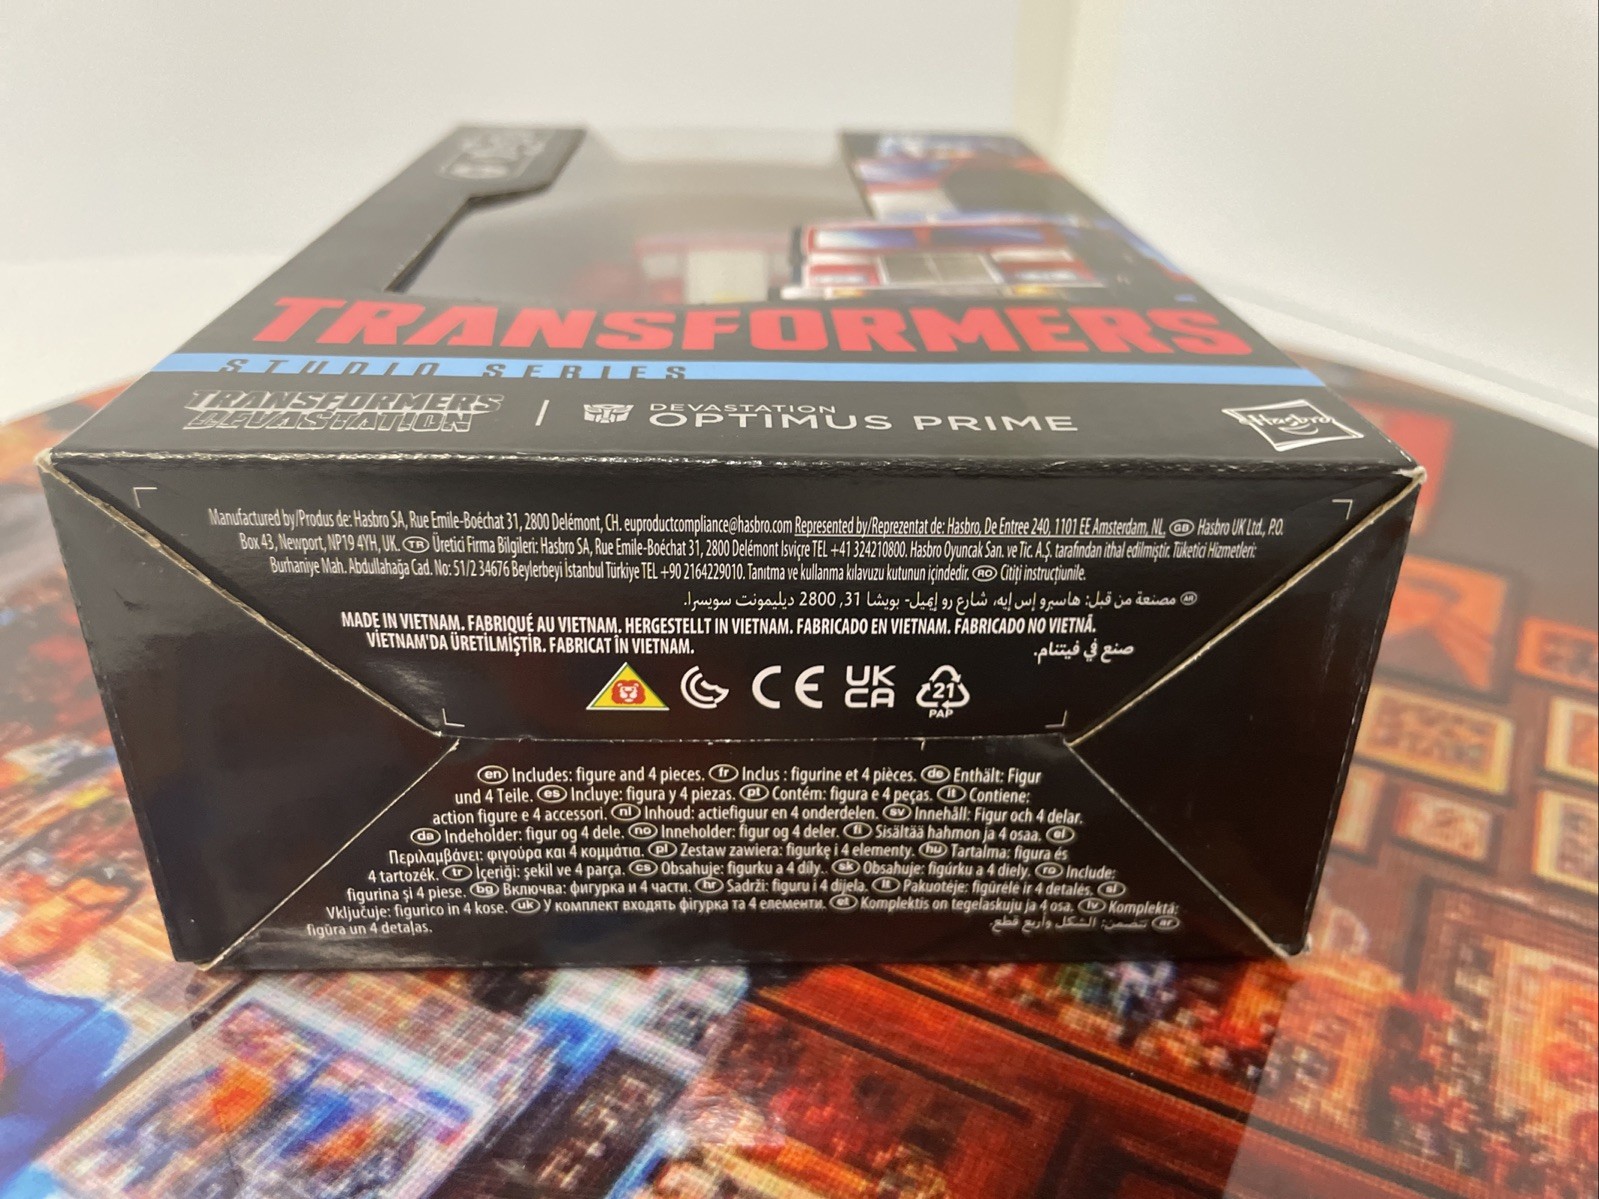 TRANSFORMERS
STUDIO SERIES
TRANSFORMERS DEVASTATION | DEVASTATION OPTIMUS PRIME Hasbro
Manufactured by/Produs de: Hasbro SA, Rue Emile-Boéchat 31, 2800 Delémont, CH. euproductcompliance@hasbro.com Represented by/Reprezentat de: Hasbro, De Entree 240, 1101 EE Amsterdam, NL. GB Hasbro UK Ltd., P.O.
Box 43, Newport, NP19 4YH, UK. TR Üretici Firma Bilgileri: Hasbro SA, Rue Emile-Boéchat 31, 2800 Delémont İsviçre TEL +41 324210800. Hasbro Oyuncak San. ve Tic. A.Ş. tarafından ithal edilmiştir. Tüketici Hizmetleri:
Burhaniye Mah. Abdullahağa Cad. No: 51/2 34676 Beylerbeyi İstanbul Türkiye TEL +90 2164229010. Tanıtma ve kullanma kılavuzu kutunun içindedir. RO Citiți instrucțiunile.
AR مصنعة من قبل: هاسبرو إس إيه، شارع رو إيميل- بويشا 31, 2800 ديليمونت سويسرا.
MADE IN VIETNAM. FABRIQUÉ AU VIETNAM. HERGESTELLT IN VIETNAM. FABRICADO EN VIETNAM. FABRICADO NO VIETNÃ.
VİETNAM'DA ÜRETİLMİŞTİR. FABRICAT ÎN VIETNAM. صنع في فيتنام.
CE UK CA 21 PAP
en Includes: figure and 4 pieces. fr Inclus : figurine et 4 pièces. de Enthält: Figur
und 4 Teile. es Incluye: figura y 4 piezas. pt Contém: figura e 4 peças. it Contiene:
action figure e 4 accessori. nl Inhoud: actiefiguur en 4 onderdelen. sv Innehåll: Figur och 4 delar.
da Indeholder: figur og 4 dele. no Inneholder: figur og 4 deler. fi Sisältää hahmon ja 4 osaa. el
Περιλαμβάνει: φιγούρα και 4 κομμάτια. pl Zestaw zawiera: figurkę i 4 elementy. hu Tartalma: figura és
4 tartozék. tr İçeriği: şekil ve 4 parça. cs Obsahuje: figurku a 4 díly.. sk Obsahuje: figúrku a 4 diely. ro Include:
figurina și 4 piese. bg Включва: фигурка и 4 части. hr Sadrži: figuru i 4 dijela. lt Pakuotėje: figūrėlė ir 4 detalės. sl
Vključuje: figurico in 4 kose. uk У комплект входять фігурка та 4 елементи. et Komplektis on tegelaskuju ja 4 osa. lv Komplektā:
figūra un 4 detaļas. ar تتضمن: الشكل وأربع قطع.